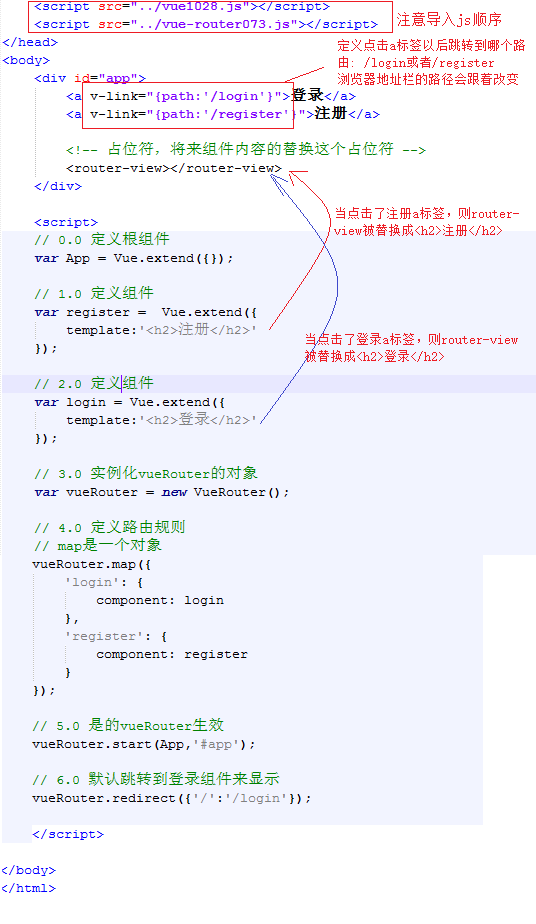 <script src="../vue1028.js"></script>
<script src="../vue-router073.js"></script>
注意导入js顺序
</head>
<body>
定义点击a标签以后跳转到哪个路
由: /login或者/register
浏览器地址栏的路径会跟着改变
<div id="app">
<a v-link="{path:'/login'}">登录</a>
<a v-link="{path:'/register'}">注册</a>
<!-- 占位符，将来组件内容的替换这个占位符 -->
<router-view></router-view>
</div>
当点击了注册a标签，则router-
view被替换成<h2>注册</h2>
<script>
// 0.0 定义根组件
var App = Vue.extend({});
// 1.0 定义组件
var register =  Vue.extend({
template:'<h2>注册</h2>'
});
当点击了登录a标签，则router-view
被替换成<h2>登录</h2>
// 2.0 定义组件
var login = Vue.extend({
template:'<h2>登录</h2>'
});
// 3.0 实例化vueRouter的对象
var vueRouter = new VueRouter();
// 4.0 定义路由规则
// map是一个对象
vueRouter.map({
'login': {
component: login
},
'register': {
component: register
}
});
// 5.0 是的vueRouter生效
vueRouter.start(App,'#app');
// 6.0 默认跳转到登录组件来显示
vueRouter.redirect({'/':'/login'});
</script>
</body>
</html>